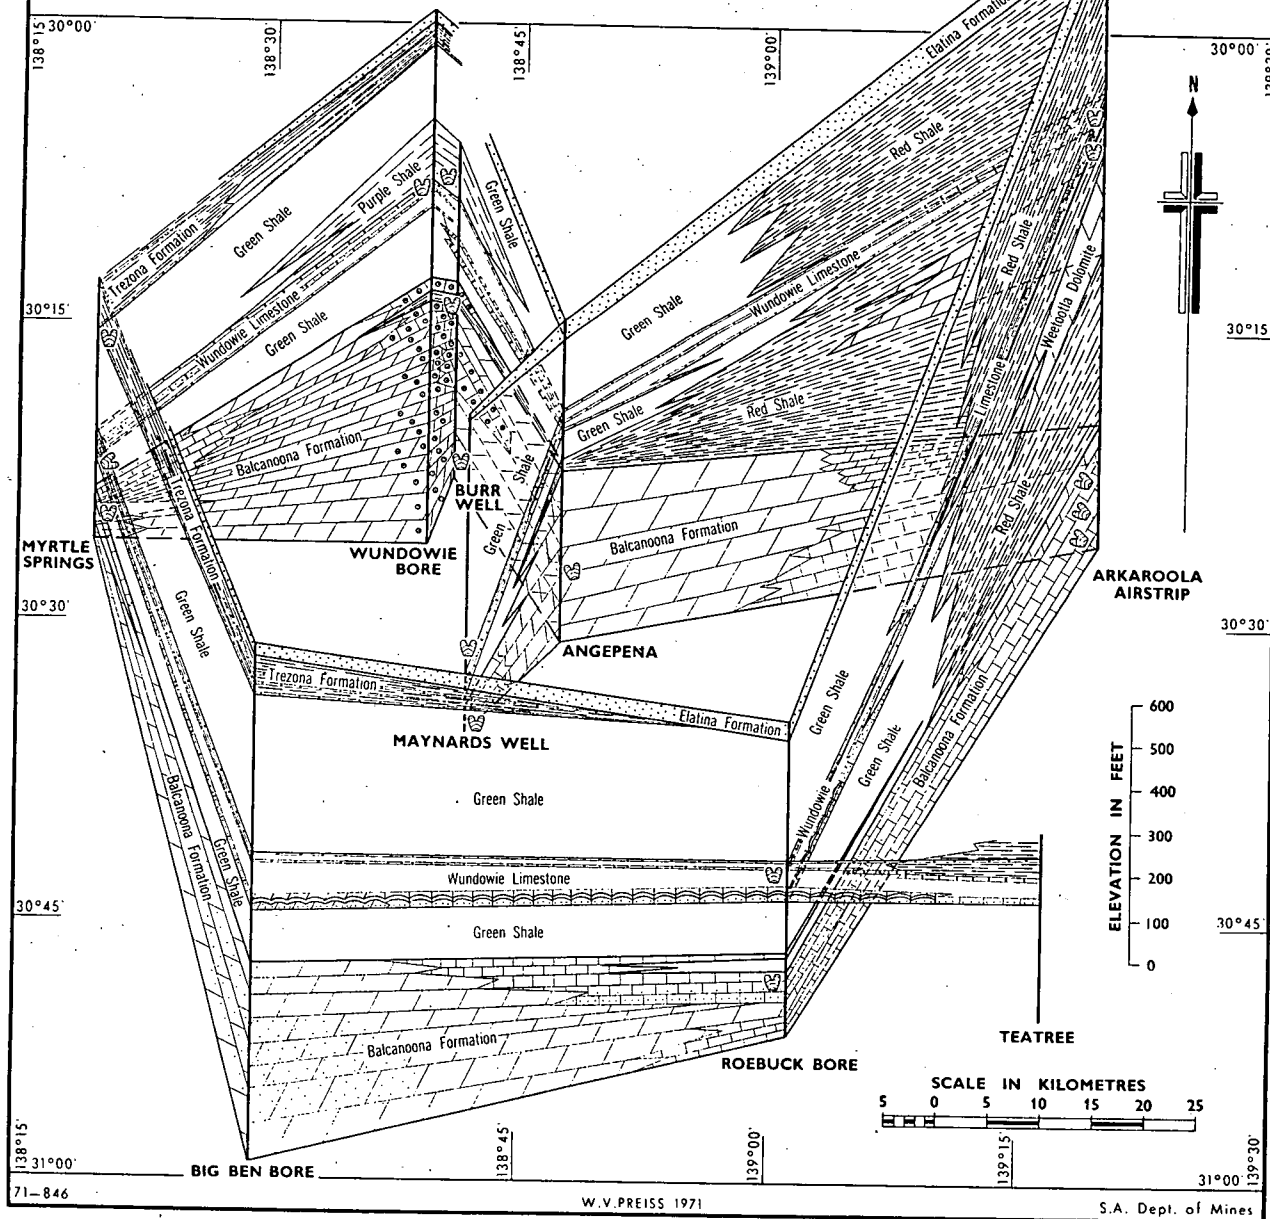 138°15'
30°00'
138°30'
138°45'
139°00'
30°00'
Elatina Formation
N
Red Shale
Purple Shale
Green Shale
Green Shale
Trezona Formation
Red Shale
Weetootla Dolomite
30°15'
30°15'
Wundowie Limestone
Green Shale
Green Shale
Wundowie Limestone
Green Shale
Red Shale
Limestone
Balcanoona Formation
Trezona Formation
Green
Shale
BURR
WELL
Red Shale
Balcanoona Formation
MYRTLE
SPRINGS
WUNDOWIE
BORE
ARKAROOLA
AIRSTRIP
30°30'
30°30'
Green Shale
ANGEPENA
Trezona Formation
Elatina Formation
MAYNARDS WELL
Green Shale
Green Shale
Balcanoona Formation
Wundowie
Green Shale
ELEVATION IN FEET
600
500
400
300
200
100
0
Balcanoona Formation
Green Shale
Wundowie Limestone
30°45'
30°45'
Green Shale
Balcanoona Formation
ROEBUCK BORE
TEATREE
SCALE IN KILOMETRES
5 0 5 10 15 20 25
BIG BEN BORE
138°15'
31°00'
138°45'
139°00'
139°15'
31°00'
139°30'
71-846
W.V.PREISS 1971
S.A. Dept. of Mines